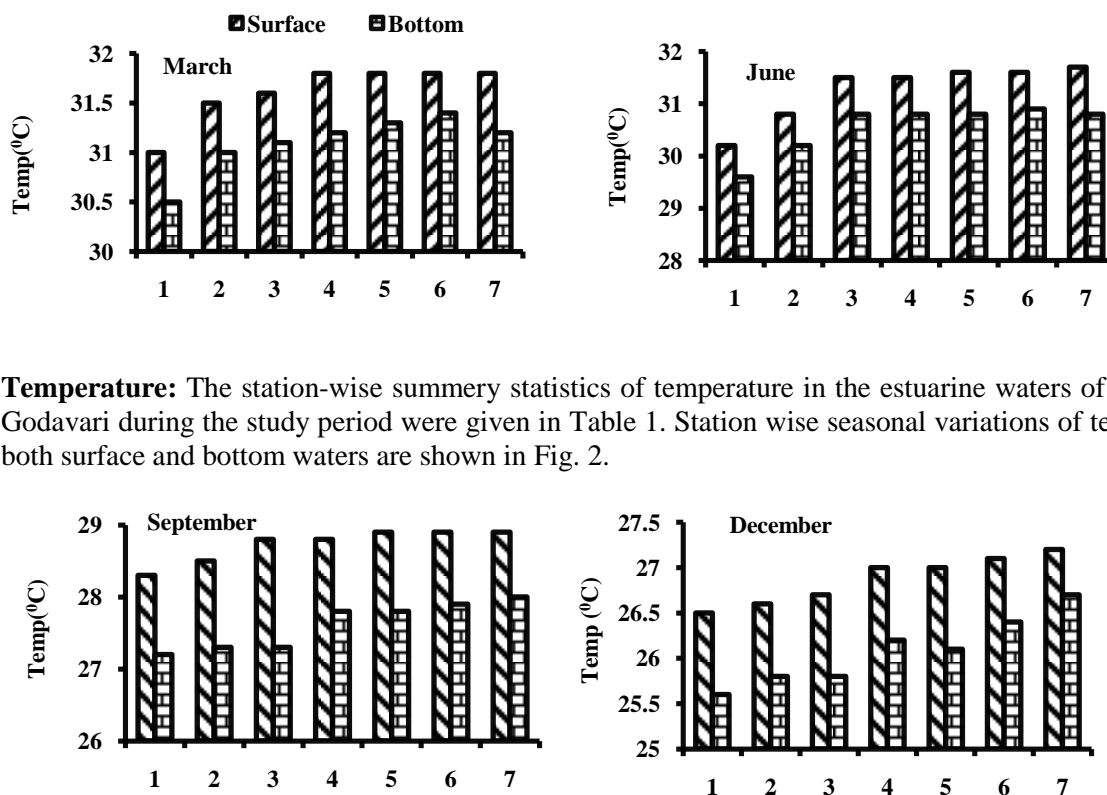 Surface Bottom
March
Temp(⁰C)
32
31.5
31
30.5
30
1 2 3 4 5 6 7
June
Temp(⁰C)
32
31
30
29
28
1 2 3 4 5 6 7
Temperature: The station-wise summery statistics of temperature in the estuarine waters of
Godavari during the study period were given in Table 1. Station wise seasonal variations of
both surface and bottom waters are shown in Fig. 2.
September
Temp(⁰C)
29
28
27
26
1 2 3 4 5 6 7
December
Temp (⁰C)
27.5
27
26.5
26
25.5
25
1 2 3 4 5 6 7